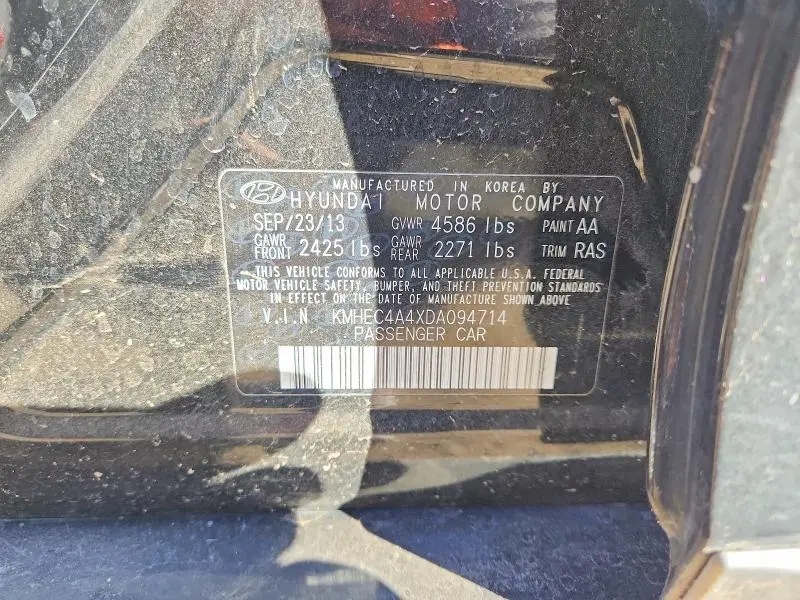 MANUFACTURED IN KOREA BY
HYUNDAI MOTOR COMPANY
SEP/23/13 GVWR 4586 lbs PAINT AA
GAWR FRONT 2425 lbs GAWR REAR 2271 lbs TRIM RAS
THIS VEHICLE CONFORMS TO ALL APPLICABLE U.S.A. FEDERAL
MOTOR VEHICLE SAFETY, BUMPER, AND THEFT PREVENTION STANDARDS
IN EFFECT ON THE DATE OF MANUFACTURE SHOWN ABOVE
V.I.N KMHEC4A4XDA094714
PASSENGER CAR